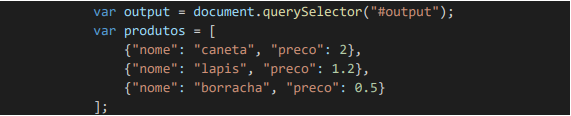 var output = document.querySelector("#output");
var produtos = [
{"nome": "caneta", "preco": 2},
{"nome": "lapis", "preco": 1.2},
{"nome": "borracha", "preco": 0.5}
];